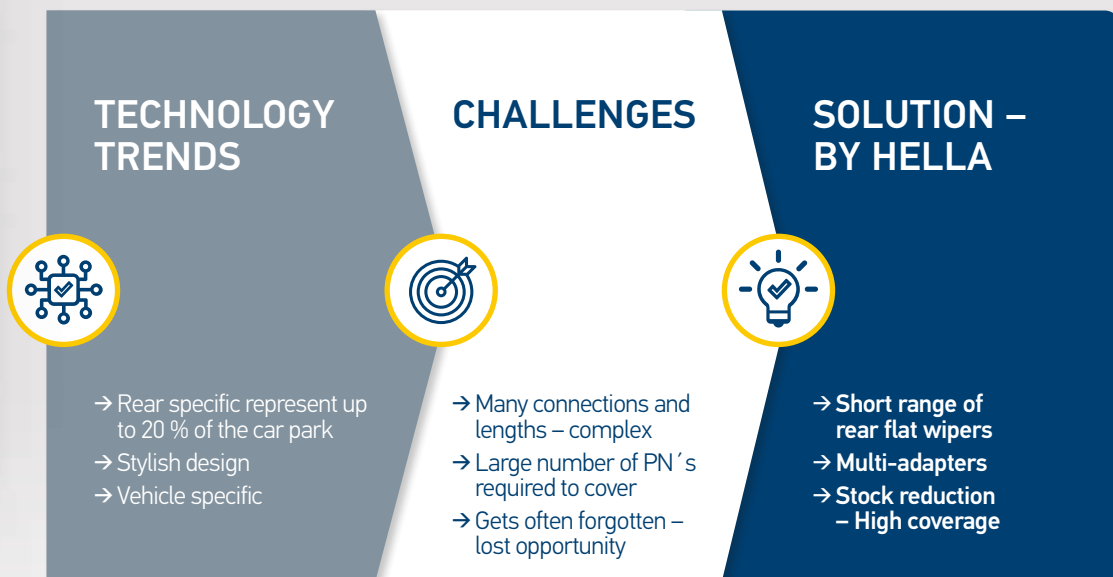 TECHNOLOGY
TRENDS
→ Rear specific represent up
to 20 % of the car park
→ Stylish design
→ Vehicle specific
CHALLENGES
→ Many connections and
lengths – complex
→ Large number of PN´s
required to cover
→ Gets often forgotten –
lost opportunity
SOLUTION –
BY HELLA
→ Short range of
rear flat wipers
→ Multi-adapters
→ Stock reduction
– High coverage